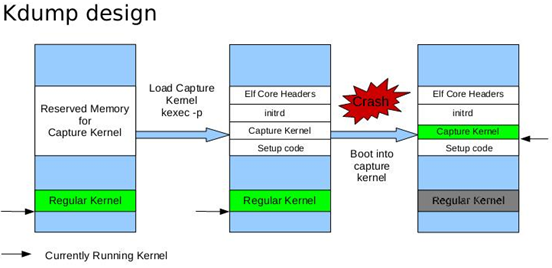 Kdump design
Reserved Memory
for
Capture Kernel
Regular Kernel
Load Capture
Kernel
kexec -p
Elf Core Headers
initrd
Capture Kernel
Setup code
Regular Kernel
Crash
Boot into
capture
kernel
Elf Core Headers
initrd
Capture Kernel
Setup code
Regular Kernel
Currently Running Kernel